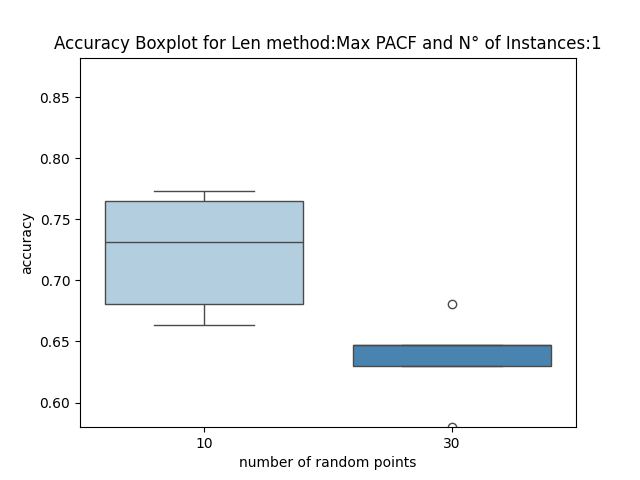 Accuracy Boxplot for Len method:Max PACF and N° of Instances:1
0.85
0.80
0.75
0.70
0.65
0.60
accuracy
10 30
number of random points